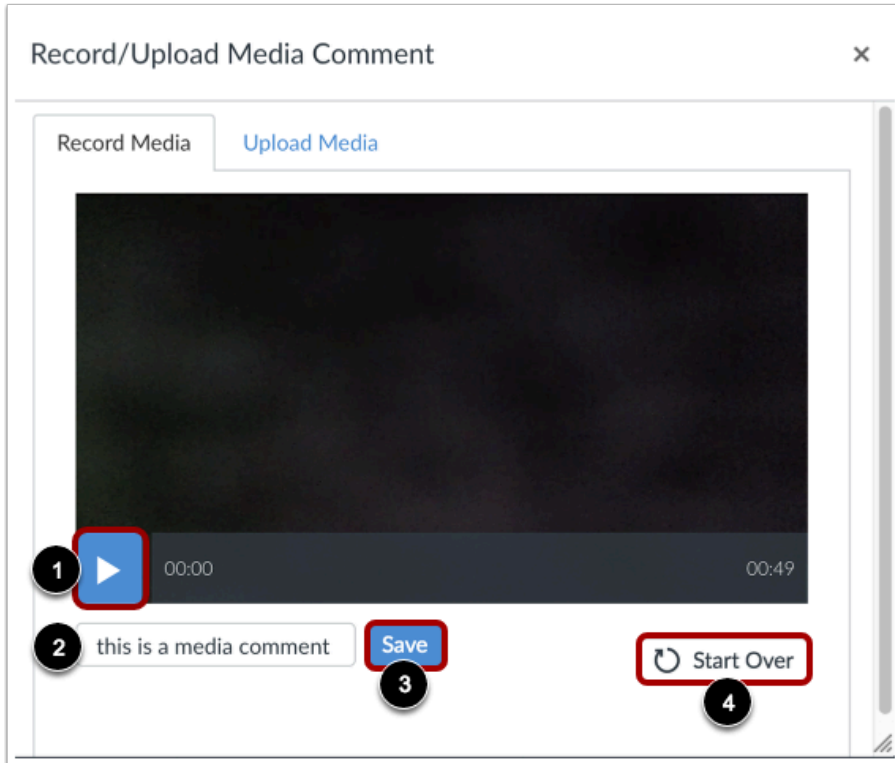 Record/Upload Media Comment ×
Record Media Upload Media
1 00:00 00:49
2 this is a media comment Save Start Over
3 4